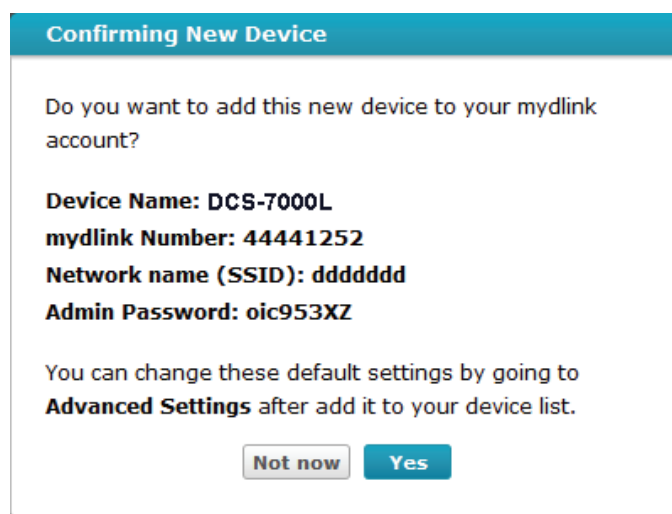 Confirming New Device
Do you want to add this new device to your mydlink
account?
Device Name: DCS-7000L
mydlink Number: 44441252
Network name (SSID): ddddddd
Admin Password: oic953XZ
You can change these default settings by going to
Advanced Settings after add it to your device list.
Not now Yes